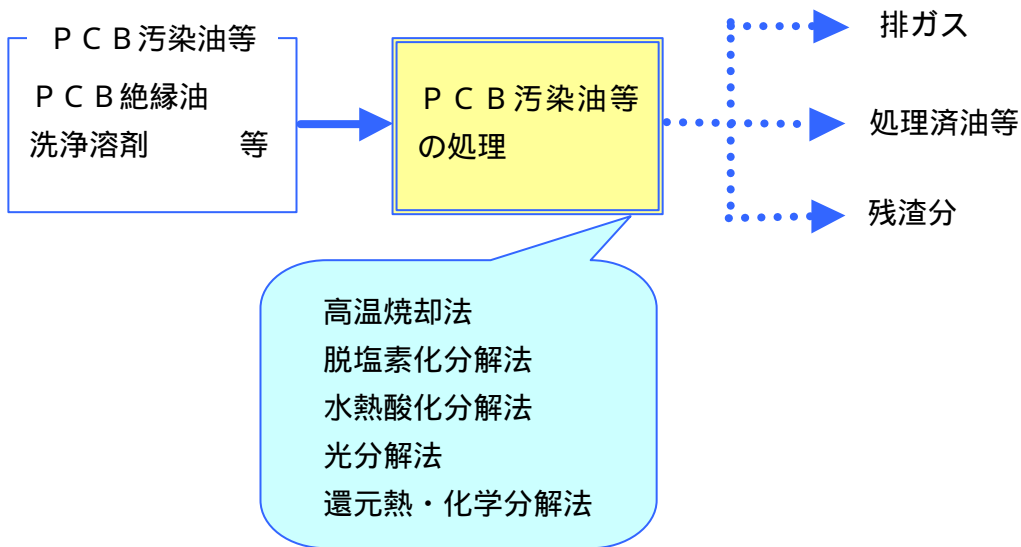 ＰＣＢ汚染油等
ＰＣＢ絶縁油
洗浄溶剤　　　等
ＰＣＢ汚染油等
の処理
排ガス
処理済油等
残渣分
高温焼却法
脱塩素化分解法
水熱酸化分解法
光分解法
還元熱・化学分解法